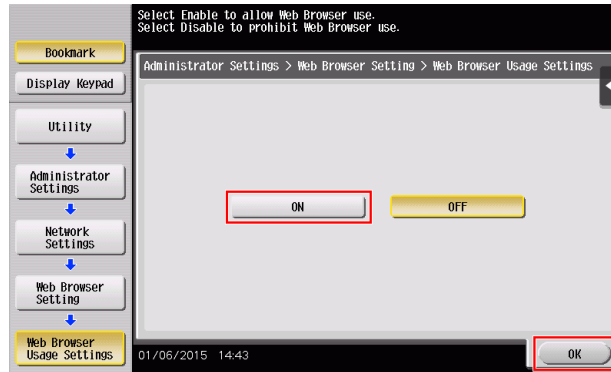 Select Enable to allow Web Browser use.
Select Disable to prohibit Web Browser use.
Bookmark
Display Keypad
Administrator Settings > Web Browser Setting > Web Browser Usage Settings
Utility
Administrator
Settings
Network
Settings
Web Browser
Setting
Web Browser
Usage Settings
ON
OFF
01/06/2015 14:43
OK